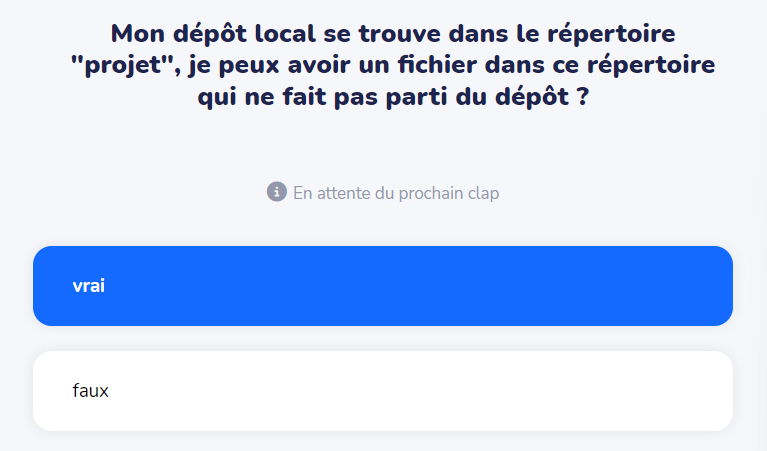 Mon dépôt local se trouve dans le répertoire
"projet", je peux avoir un fichier dans ce répertoire
qui ne fait pas parti du dépôt ?
En attente du prochain clap
vrai
faux